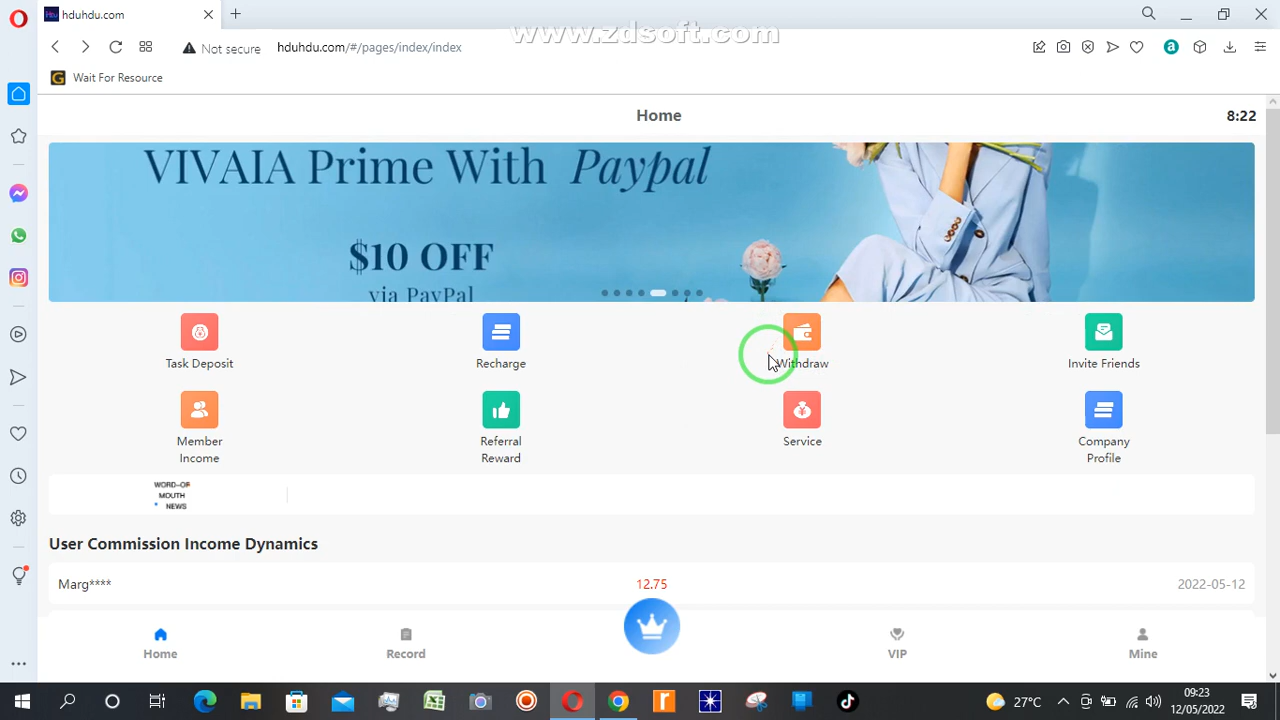 hduhdu.com
www.zdsoft.com
Not secure
hduhdu.com/#/pages/index/index
Wait For Resource
Home
8:22
VIVAIA Prime With Paypal
$10 OFF
via PayPal
Task Deposit
Recharge
Withdraw
Invite Friends
Member
Income
Referral
Reward
Service
Company
Profile
WORD-OF
MOUTH
NEWS
User Commission Income Dynamics
Marg****
12.75
2022-05-12
Home
Record
VIP
Mine
27°C
09:23
12/05/2022